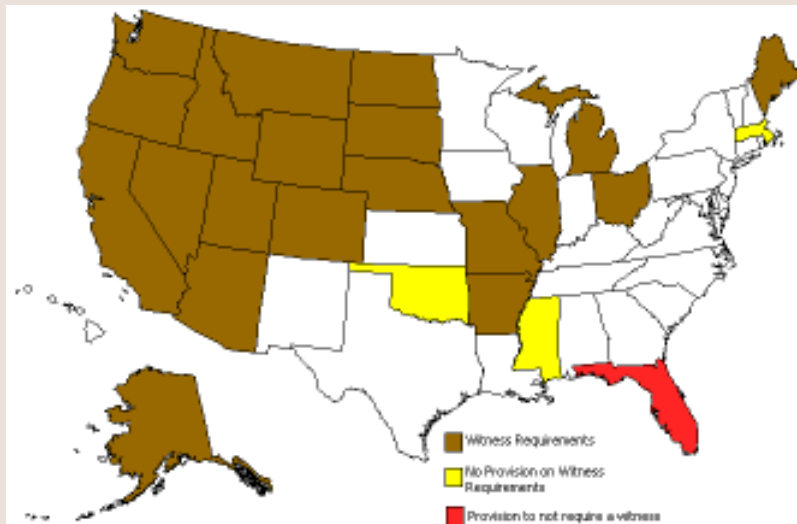 Witness Requirements
No Provision on Witness
Requirements
Provision to not require a witness